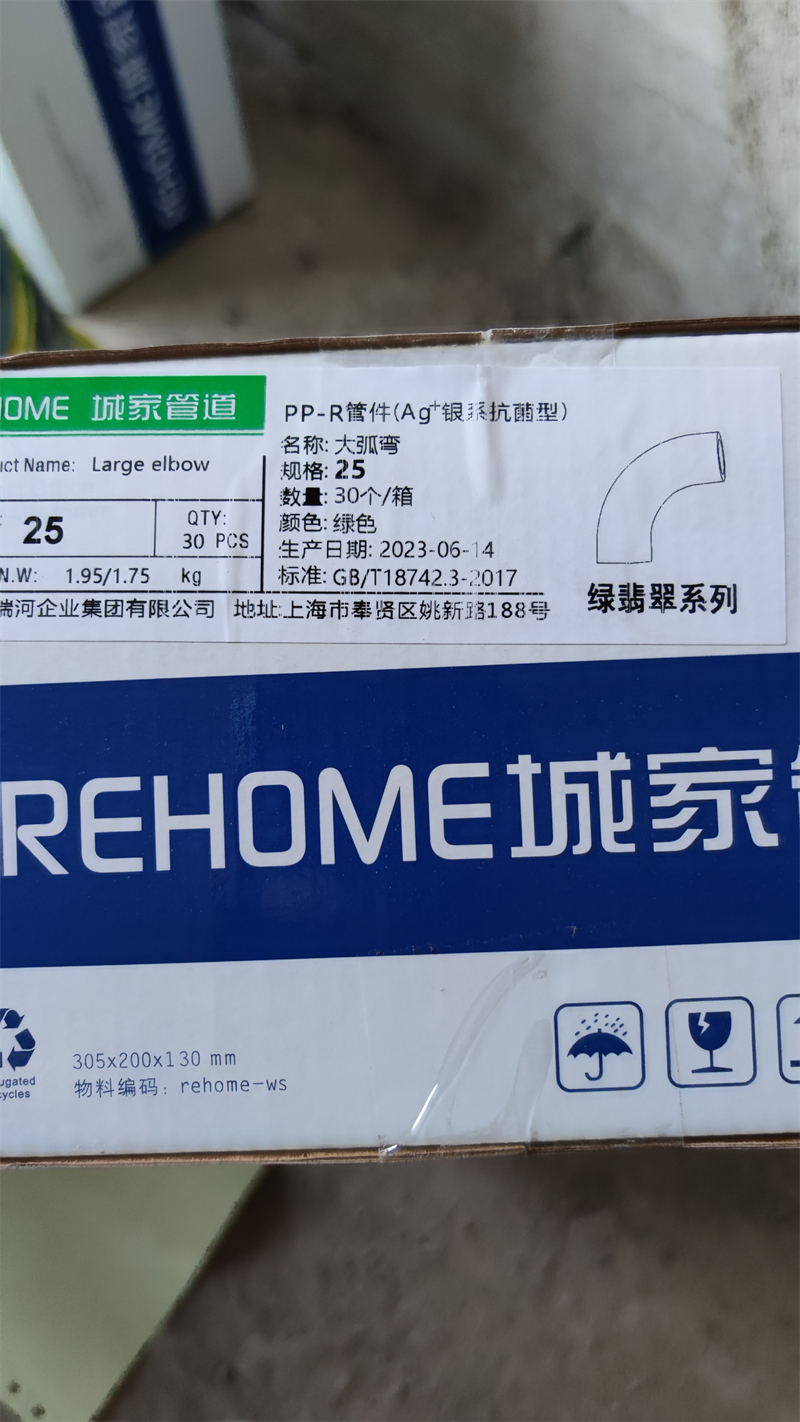 REHOME
HOME 城家管道
uct Name: Large elbow
25
QTY:
30 PCS
N.W: 1.95/1.75 kg
PP-R管件(Ag⁺银系抗菌型)
名称: 大弧弯
规格: 25
数量: 30个/箱
颜色: 绿色
生产日期: 2023-06-14
标准: GB/T18742.3-2017
瑞河企业集团有限公司 地址:上海市奉贤区姚新路188号
绿翡翠系列
REHOME城家
305x200x130 mm
物料编码: rehome-ws
ugated
cycles